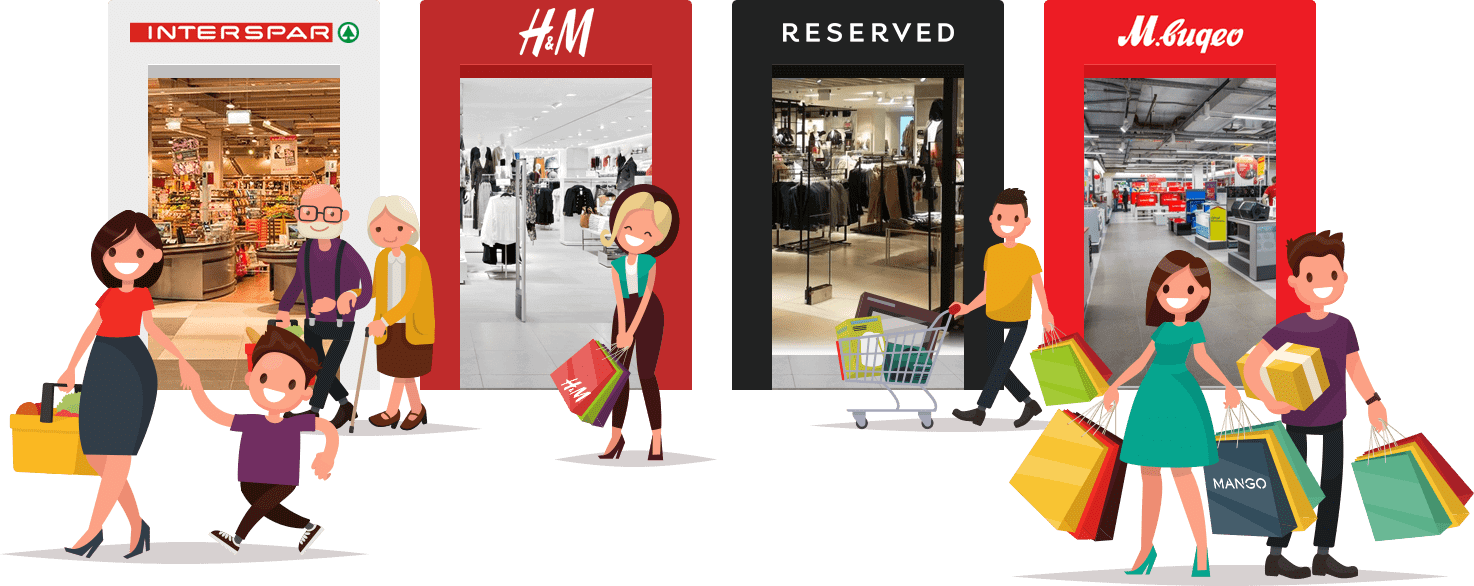 INTERSPAR
H&M
RESERVED
М.видео
H&M
MANGO